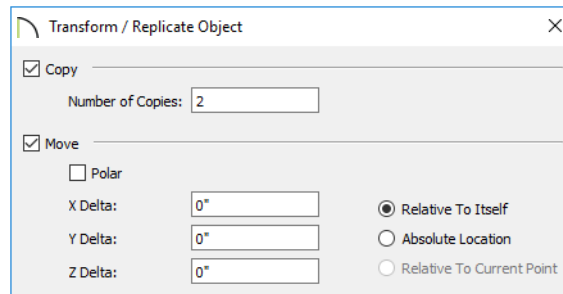 Transform / Replicate Object
Copy
Number of Copies: 2
Move
Polar
X Delta: 0" Relative To Itself
Y Delta: 0" Absolute Location
Z Delta: 0" Relative To Current Point